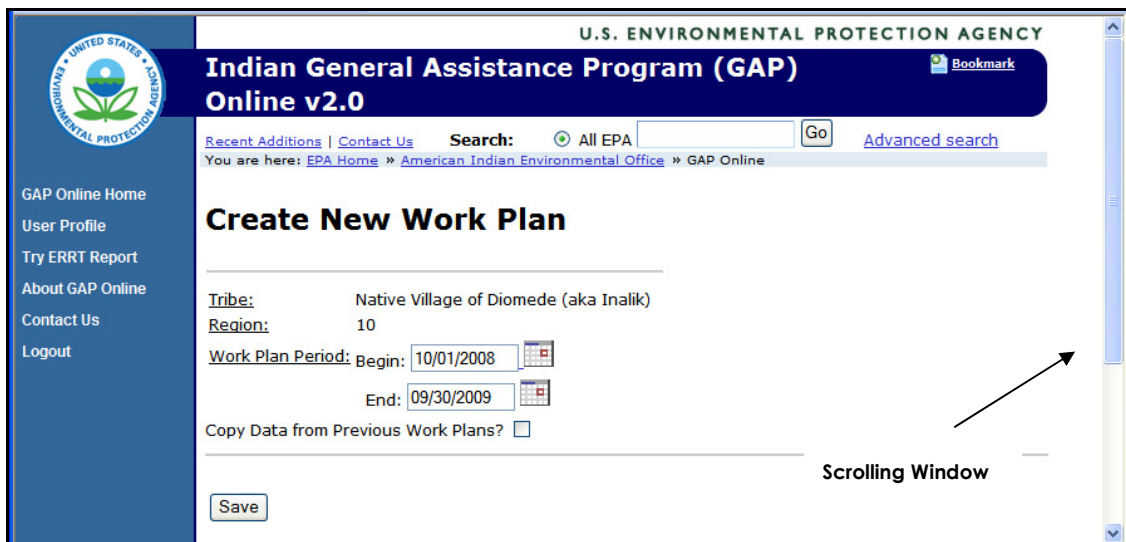 U.S. ENVIRONMENTAL PROTECTION AGENCY
UNITED STATES
ENVIRONMENTAL PROTECTION AGENCY
Indian General Assistance Program (GAP)
Online v2.0
Bookmark
Recent Additions | Contact Us Search: All EPA Go Advanced search
You are here: EPA Home » American Indian Environmental Office » GAP Online
GAP Online Home
User Profile
Try ERRT Report
About GAP Online
Contact Us
Logout
Create New Work Plan
Tribe: Native Village of Diomede (aka Inalik)
Region: 10
Work Plan Period: Begin: 10/01/2008
End: 09/30/2009
Copy Data from Previous Work Plans?
Scrolling Window
Save